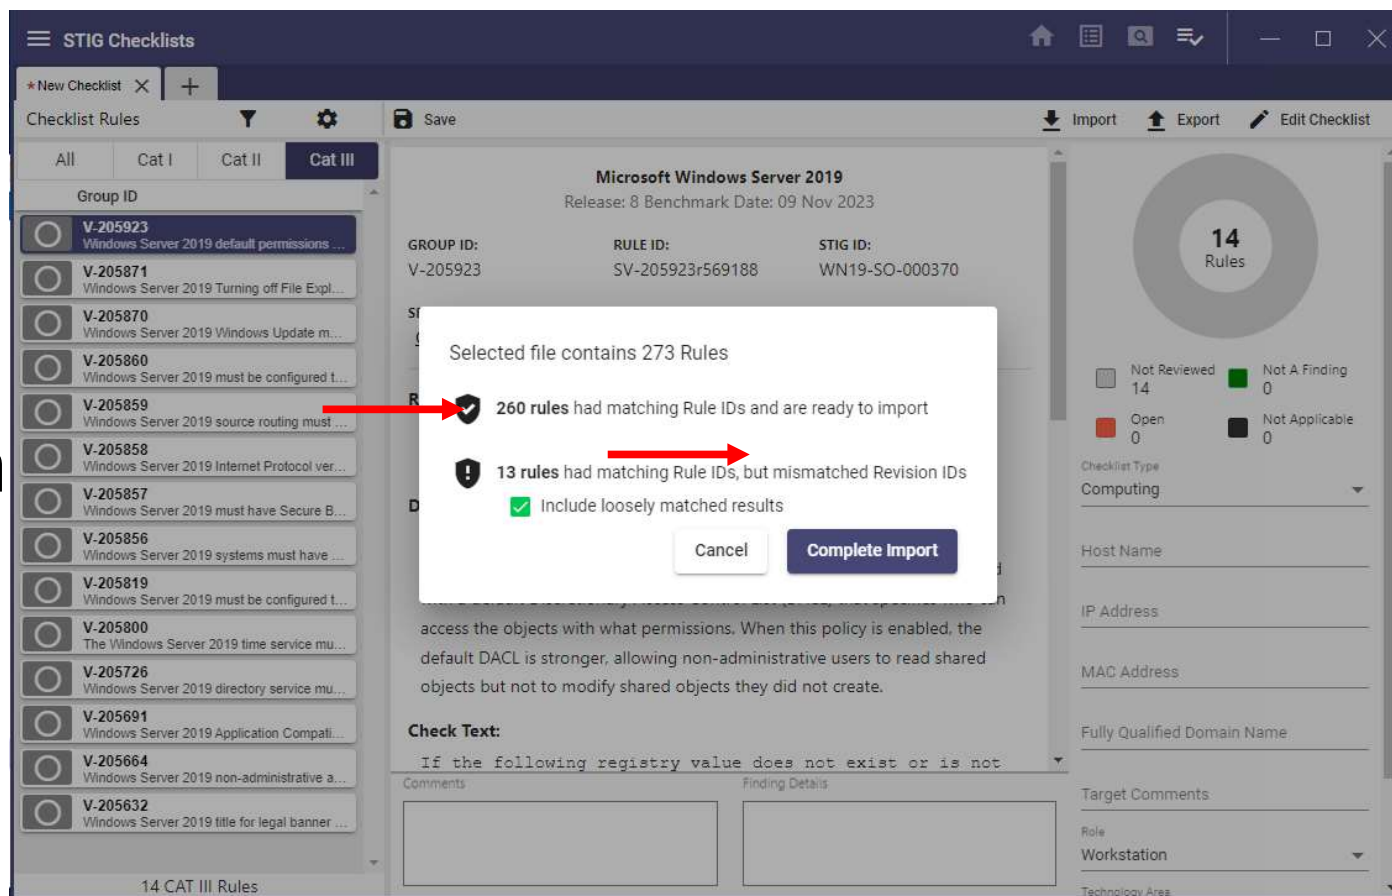 STIG Checklists
*New Checklist
Checklist Rules
Save
Import
Export
Edit Checklist
All
Cat I
Cat II
Cat III
Group ID
V-205923
Windows Server 2019 default permissions ...
V-205871
Windows Server 2019 Turning off File Expl...
V-205870
Windows Server 2019 Windows Update m...
V-205860
Windows Server 2019 must be configured t...
V-205859
Windows Server 2019 source routing must ...
V-205858
Windows Server 2019 Internet Protocol ver...
V-205857
Windows Server 2019 must have Secure B...
V-205856
Windows Server 2019 systems must have ...
V-205819
Windows Server 2019 must be configured t...
V-205800
The Windows Server 2019 time service mu...
V-205726
Windows Server 2019 directory service mu...
V-205691
Windows Server 2019 Application Compati...
V-205664
Windows Server 2019 non-administrative a...
V-205632
Windows Server 2019 title for legal banner ...
14 CAT III Rules
Microsoft Windows Server 2019
Release: 8 Benchmark Date: 09 Nov 2023
GROUP ID:
RULE ID:
STIG ID:
V-205923
SV-205923r569188
WN19-SO-000370
Selected file contains 273 Rules
260 rules had matching Rule IDs and are ready to import
13 rules had matching Rule IDs, but mismatched Revision IDs
Include loosely matched results
Cancel
Complete Import
access the objects with what permissions. When this policy is enabled, the
default DACL is stronger, allowing non-administrative users to read shared
objects but not to modify shared objects they did not create.
Check Text:
If the following registry value does not exist or is not
Comments
Finding Details
14
Rules
Not Reviewed
14
Not A Finding
0
Open
0
Not Applicable
0
Checklist Type
Computing
Host Name
IP Address
MAC Address
Fully Qualified Domain Name
Target Comments
Role
Workstation
Technology Area